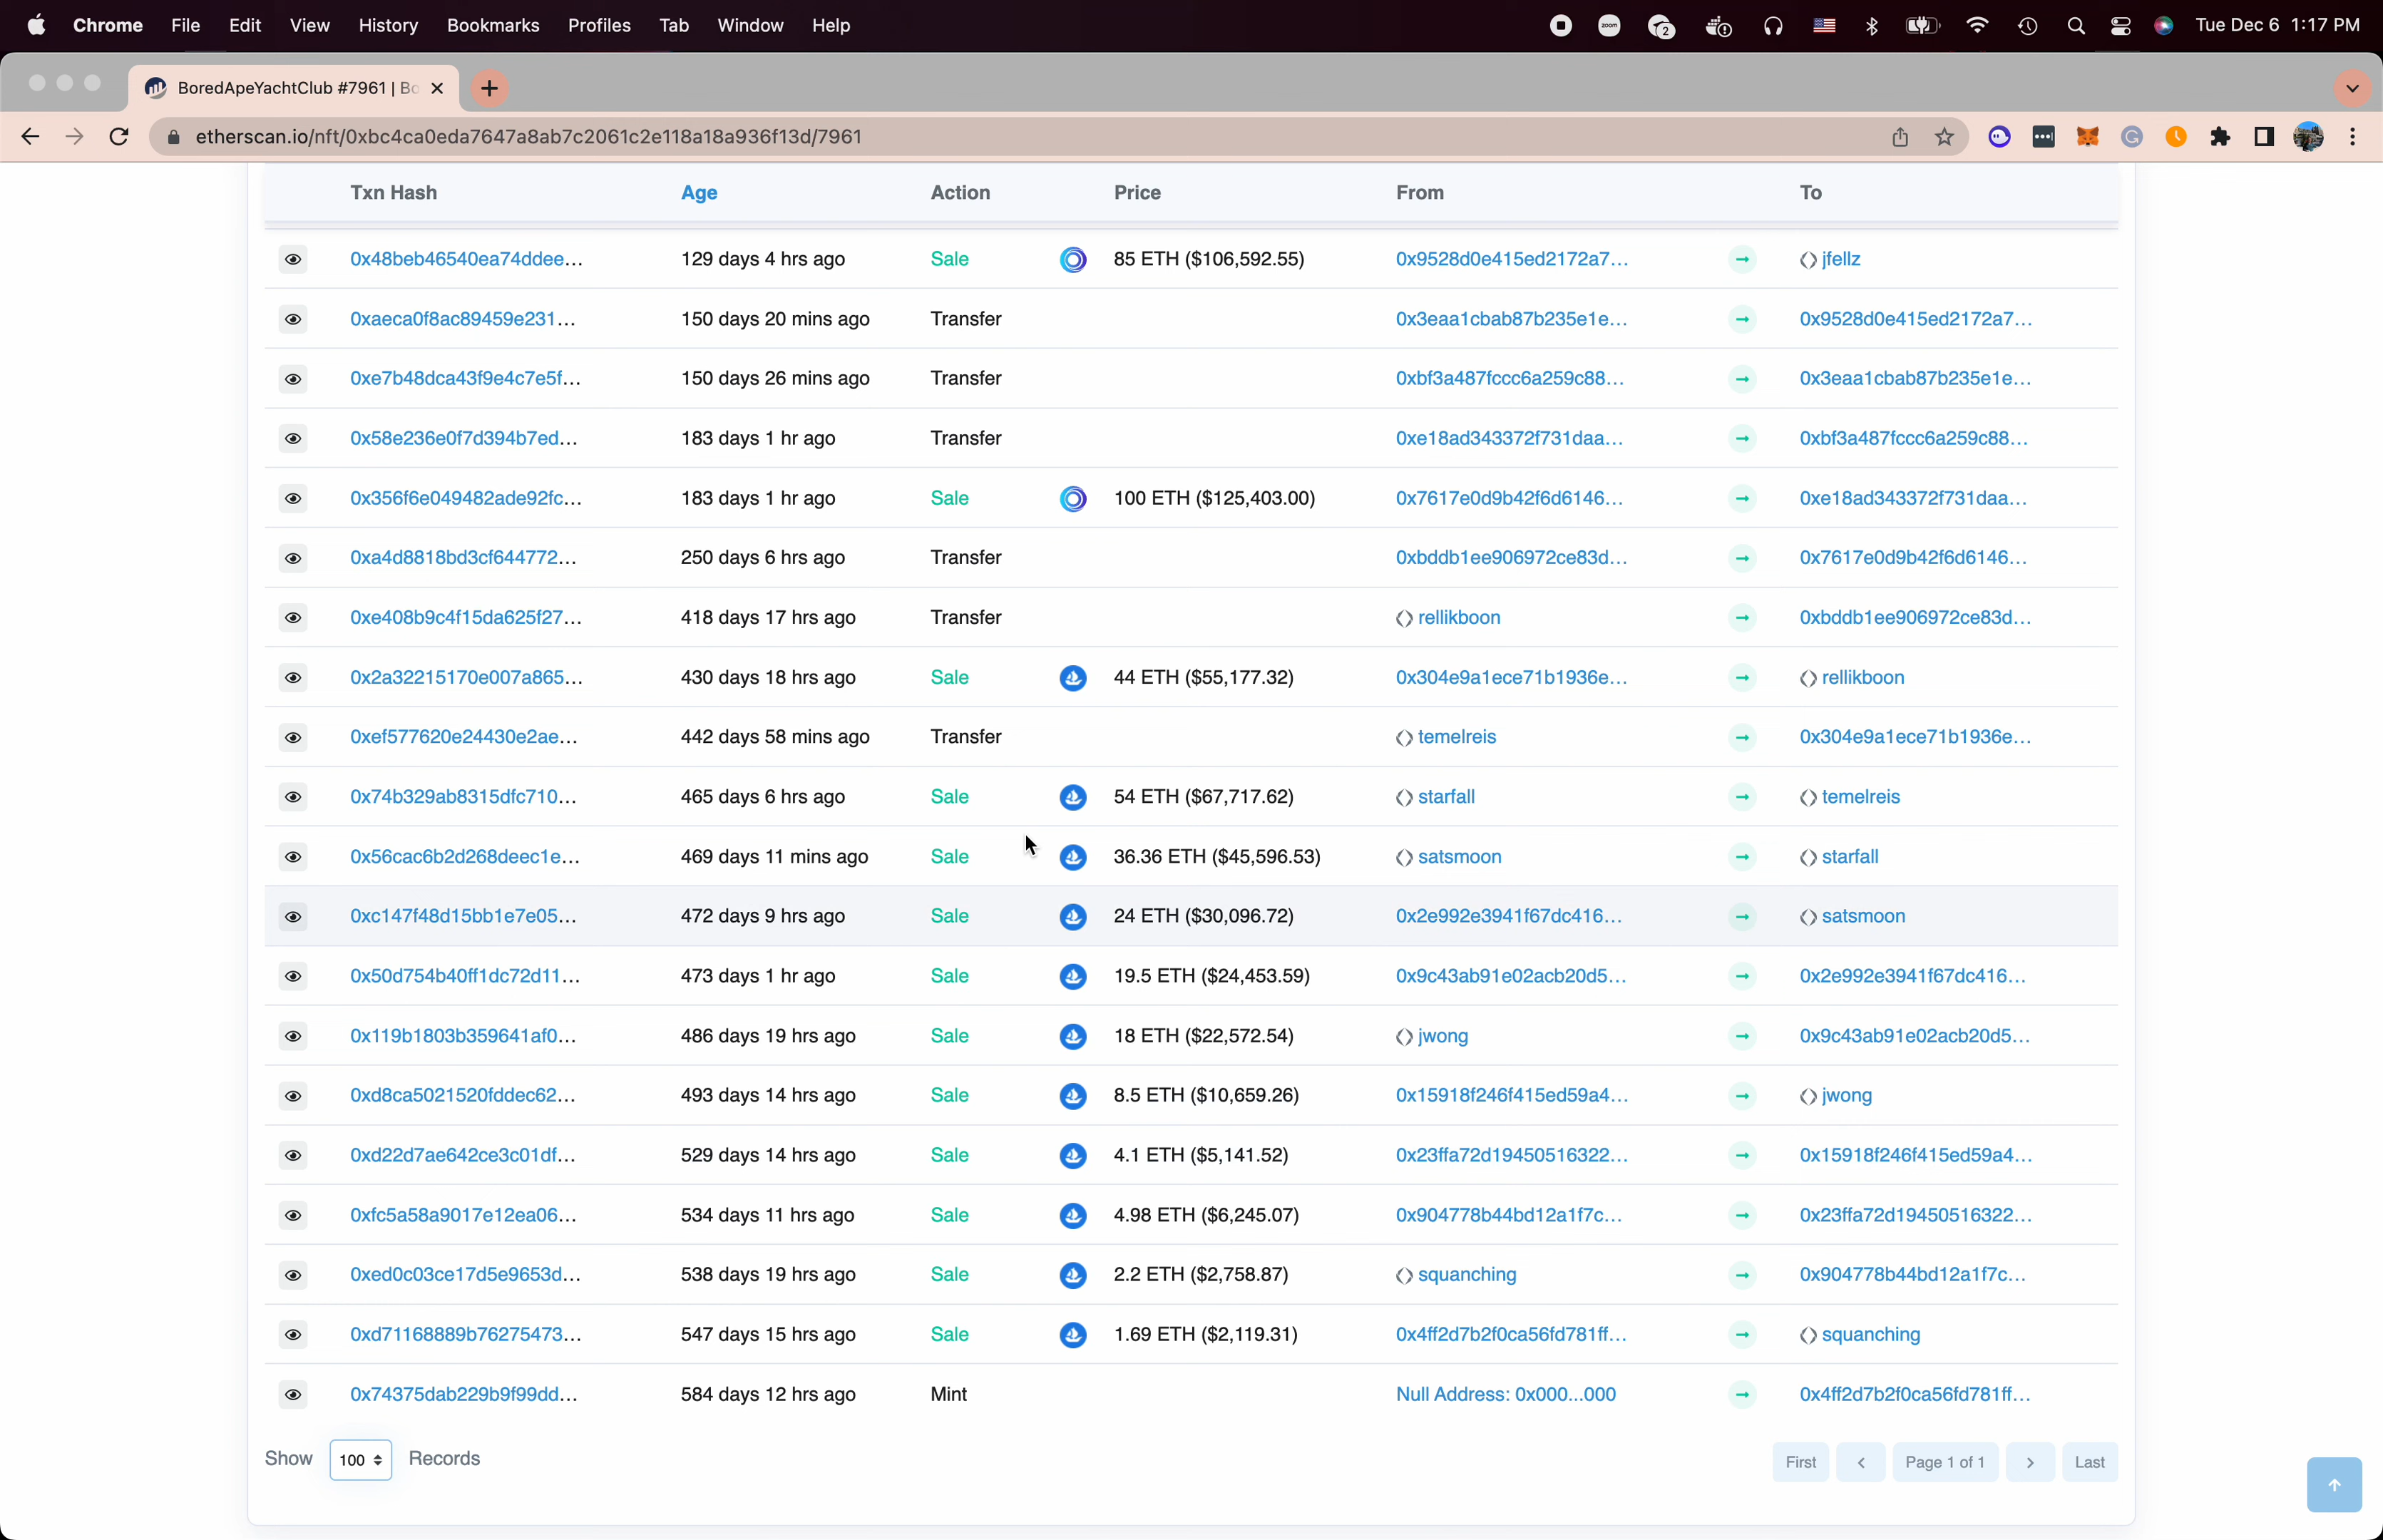 Chrome File Edit View History Bookmarks Profiles Tab Window Help zoom 2 Tue Dec 6 1:17 PM
BoredApeYachtClub #7961 | Bo
etherscan.io/nft/0xbc4ca0eda7647a8ab7c2061c2e118a18a936f13d/7961
Txn Hash Age Action Price From To
0x48beb46540ea74ddee... 129 days 4 hrs ago Sale 85 ETH ($106,592.55) 0x9528d0e415ed2172a7... jfellz
0xaeca0f8ac89459e231... 150 days 20 mins ago Transfer 0x3eaa1cbab87b235e1e... 0x9528d0e415ed2172a7...
0xe7b48dca43f9e4c7e5f... 150 days 26 mins ago Transfer 0xbf3a487fccc6a259c88... 0x3eaa1cbab87b235e1e...
0x58e236e0f7d394b7ed... 183 days 1 hr ago Transfer 0xe18ad343372f731daa... 0xbf3a487fccc6a259c88...
0x356f6e049482ade92fc... 183 days 1 hr ago Sale 100 ETH ($125,403.00) 0x7617e0d9b42f6d6146... 0xe18ad343372f731daa...
0xa4d8818bd3cf644772... 250 days 6 hrs ago Transfer 0xbddb1ee906972ce83d... 0x7617e0d9b42f6d6146...
0xe408b9c4f15da625f27... 418 days 17 hrs ago Transfer rellikboon 0xbddb1ee906972ce83d...
0x2a32215170e007a865... 430 days 18 hrs ago Sale 44 ETH ($55,177.32) 0x304e9a1ece71b1936e... rellikboon
0xef577620e24430e2ae... 442 days 58 mins ago Transfer temelreis 0x304e9a1ece71b1936e...
0x74b329ab8315dfc710... 465 days 6 hrs ago Sale 54 ETH ($67,717.62) starfall temelreis
0x56cac6b2d268deec1e... 469 days 11 mins ago Sale 36.36 ETH ($45,596.53) satsmoon starfall
0xc147f48d15bb1e7e05... 472 days 9 hrs ago Sale 24 ETH ($30,096.72) 0x2e992e3941f67dc416... satsmoon
0x50d754b40ff1dc72d11... 473 days 1 hr ago Sale 19.5 ETH ($24,453.59) 0x9c43ab91e02acb20d5... 0x2e992e3941f67dc416...
0x119b1803b359641af0... 486 days 19 hrs ago Sale 18 ETH ($22,572.54) jwong 0x9c43ab91e02acb20d5...
0xd8ca5021520fddec62... 493 days 14 hrs ago Sale 8.5 ETH ($10,659.26) 0x15918f246f415ed59a4... jwong
0xd22d7ae642ce3c01df... 529 days 14 hrs ago Sale 4.1 ETH ($5,141.52) 0x23ffa72d19450516322... 0x15918f246f415ed59a4...
0xfc5a58a9017e12ea06... 534 days 11 hrs ago Sale 4.98 ETH ($6,245.07) 0x904778b44bd12a1f7c... 0x23ffa72d19450516322...
0xed0c03ce17d5e9653d... 538 days 19 hrs ago Sale 2.2 ETH ($2,758.87) squanching 0x904778b44bd12a1f7c...
0xd71168889b76275473... 547 days 15 hrs ago Sale 1.69 ETH ($2,119.31) 0x4ff2d7b2f0ca56fd781ff... squanching
0x74375dab229b9f99dd... 584 days 12 hrs ago Mint Null Address: 0x000...000 0x4ff2d7b2f0ca56fd781ff...
Show 100 Records First Page 1 of 1 Last